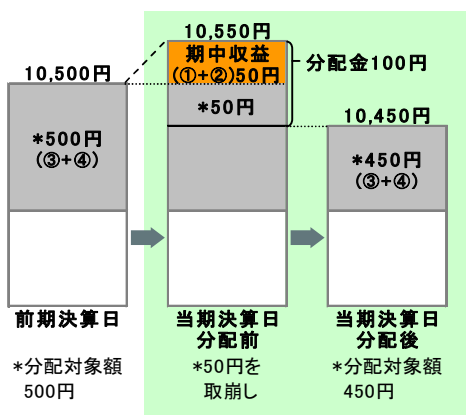 10,550円
期中収益
(①+②)50円
分配金100円
10,500円
*50円
10,450円
*500円
(③+④)
*450円
(③+④)
前期決算日
当期決算日
分配前
当期決算日
分配後
*分配対象額
500円
*50円を
取崩し
*分配対象額
450円